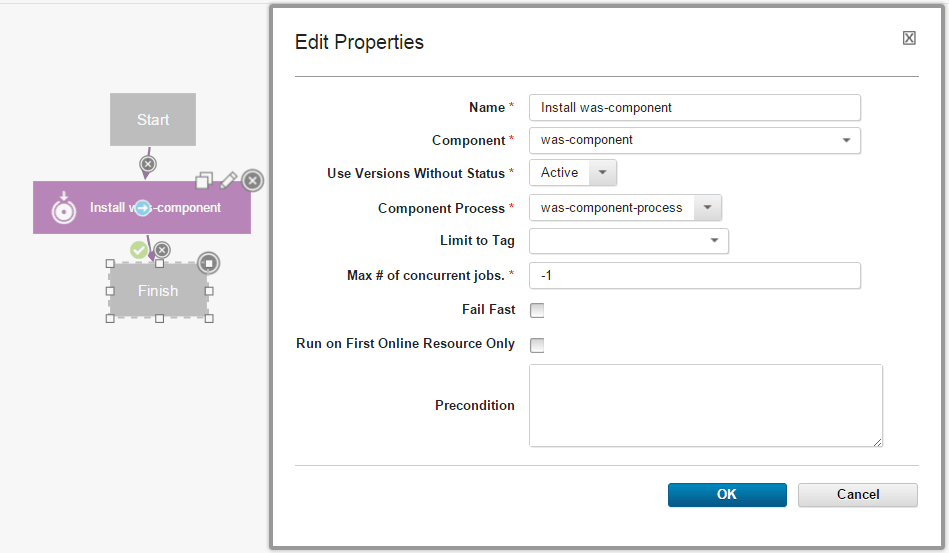 Start
Install was-component
Finish
Edit Properties
Name * Install was-component
Component * was-component
Use Versions Without Status * Active
Component Process * was-component-process
Limit to Tag
Max # of concurrent jobs. * -1
Fail Fast
Run on First Online Resource Only
Precondition
OK Cancel